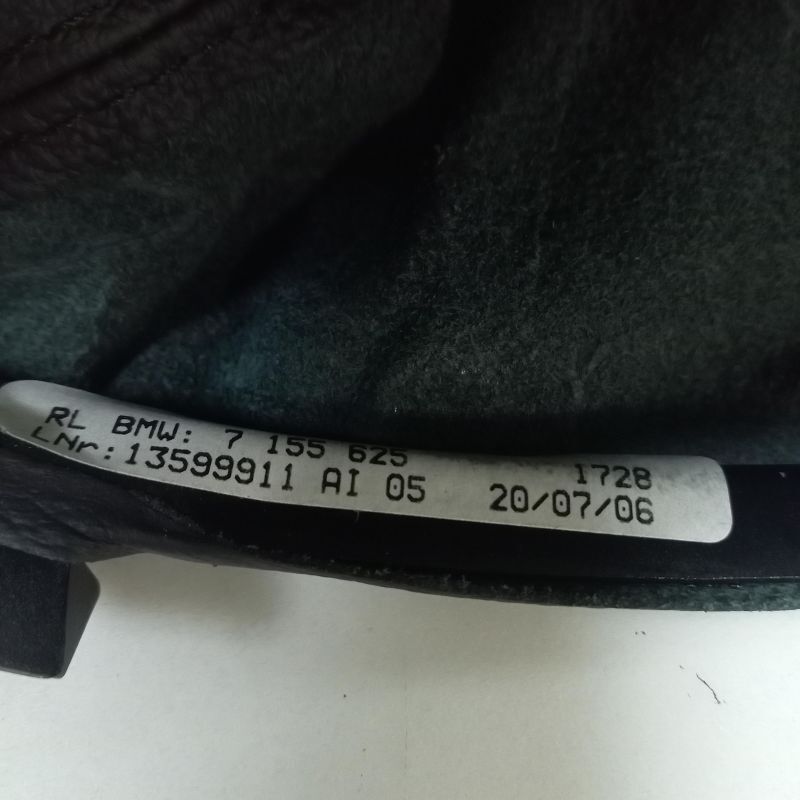 RL BMW: 7 155 625 1728
LNr:13599911 AI 05 20/07/06